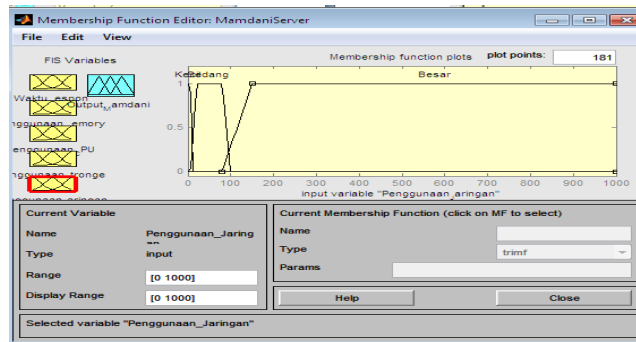 Membership Function Editor: MamdaniServer
File Edit View
FIS Variables
Membership function plots plot points: 181
Sedang Besar
Output_Mamdani
1
0.5
0
0 100 200 300 400 500 600 700 800 900 1000
input variable "Penggunaan_Jaringan"
Current Variable
Name Penggunaan_Jaringan
Type input
Range [0 1000]
Display Range [0 1000]
Current Membership Function (click on MF to select)
Name
Type trimf
Params
Help Close
Selected variable "Penggunaan_Jaringan"